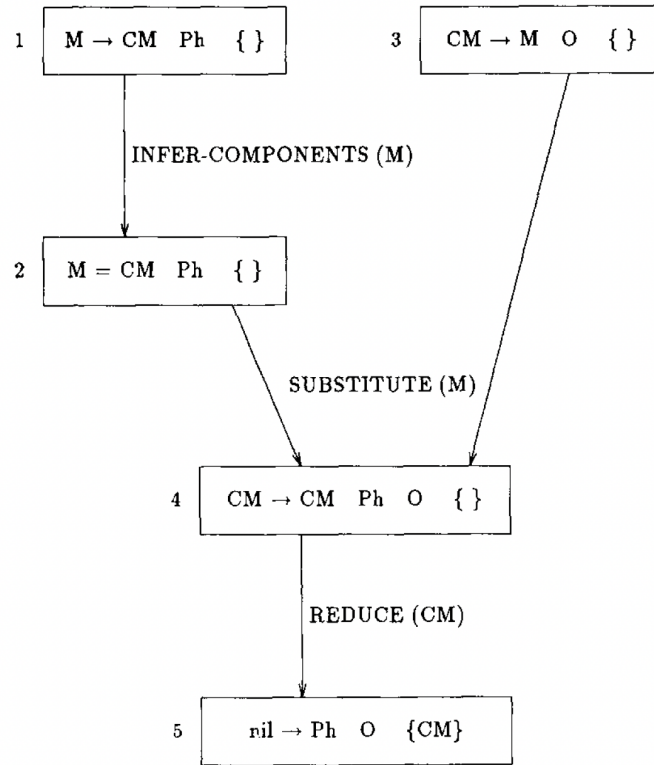 1 M → CM Ph { }
3 CM → M O { }
INFER-COMPONENTS (M)
2 M = CM Ph { }
SUBSTITUTE (M)
4 CM → CM Ph O { }
REDUCE (CM)
5 nil → Ph O {CM}